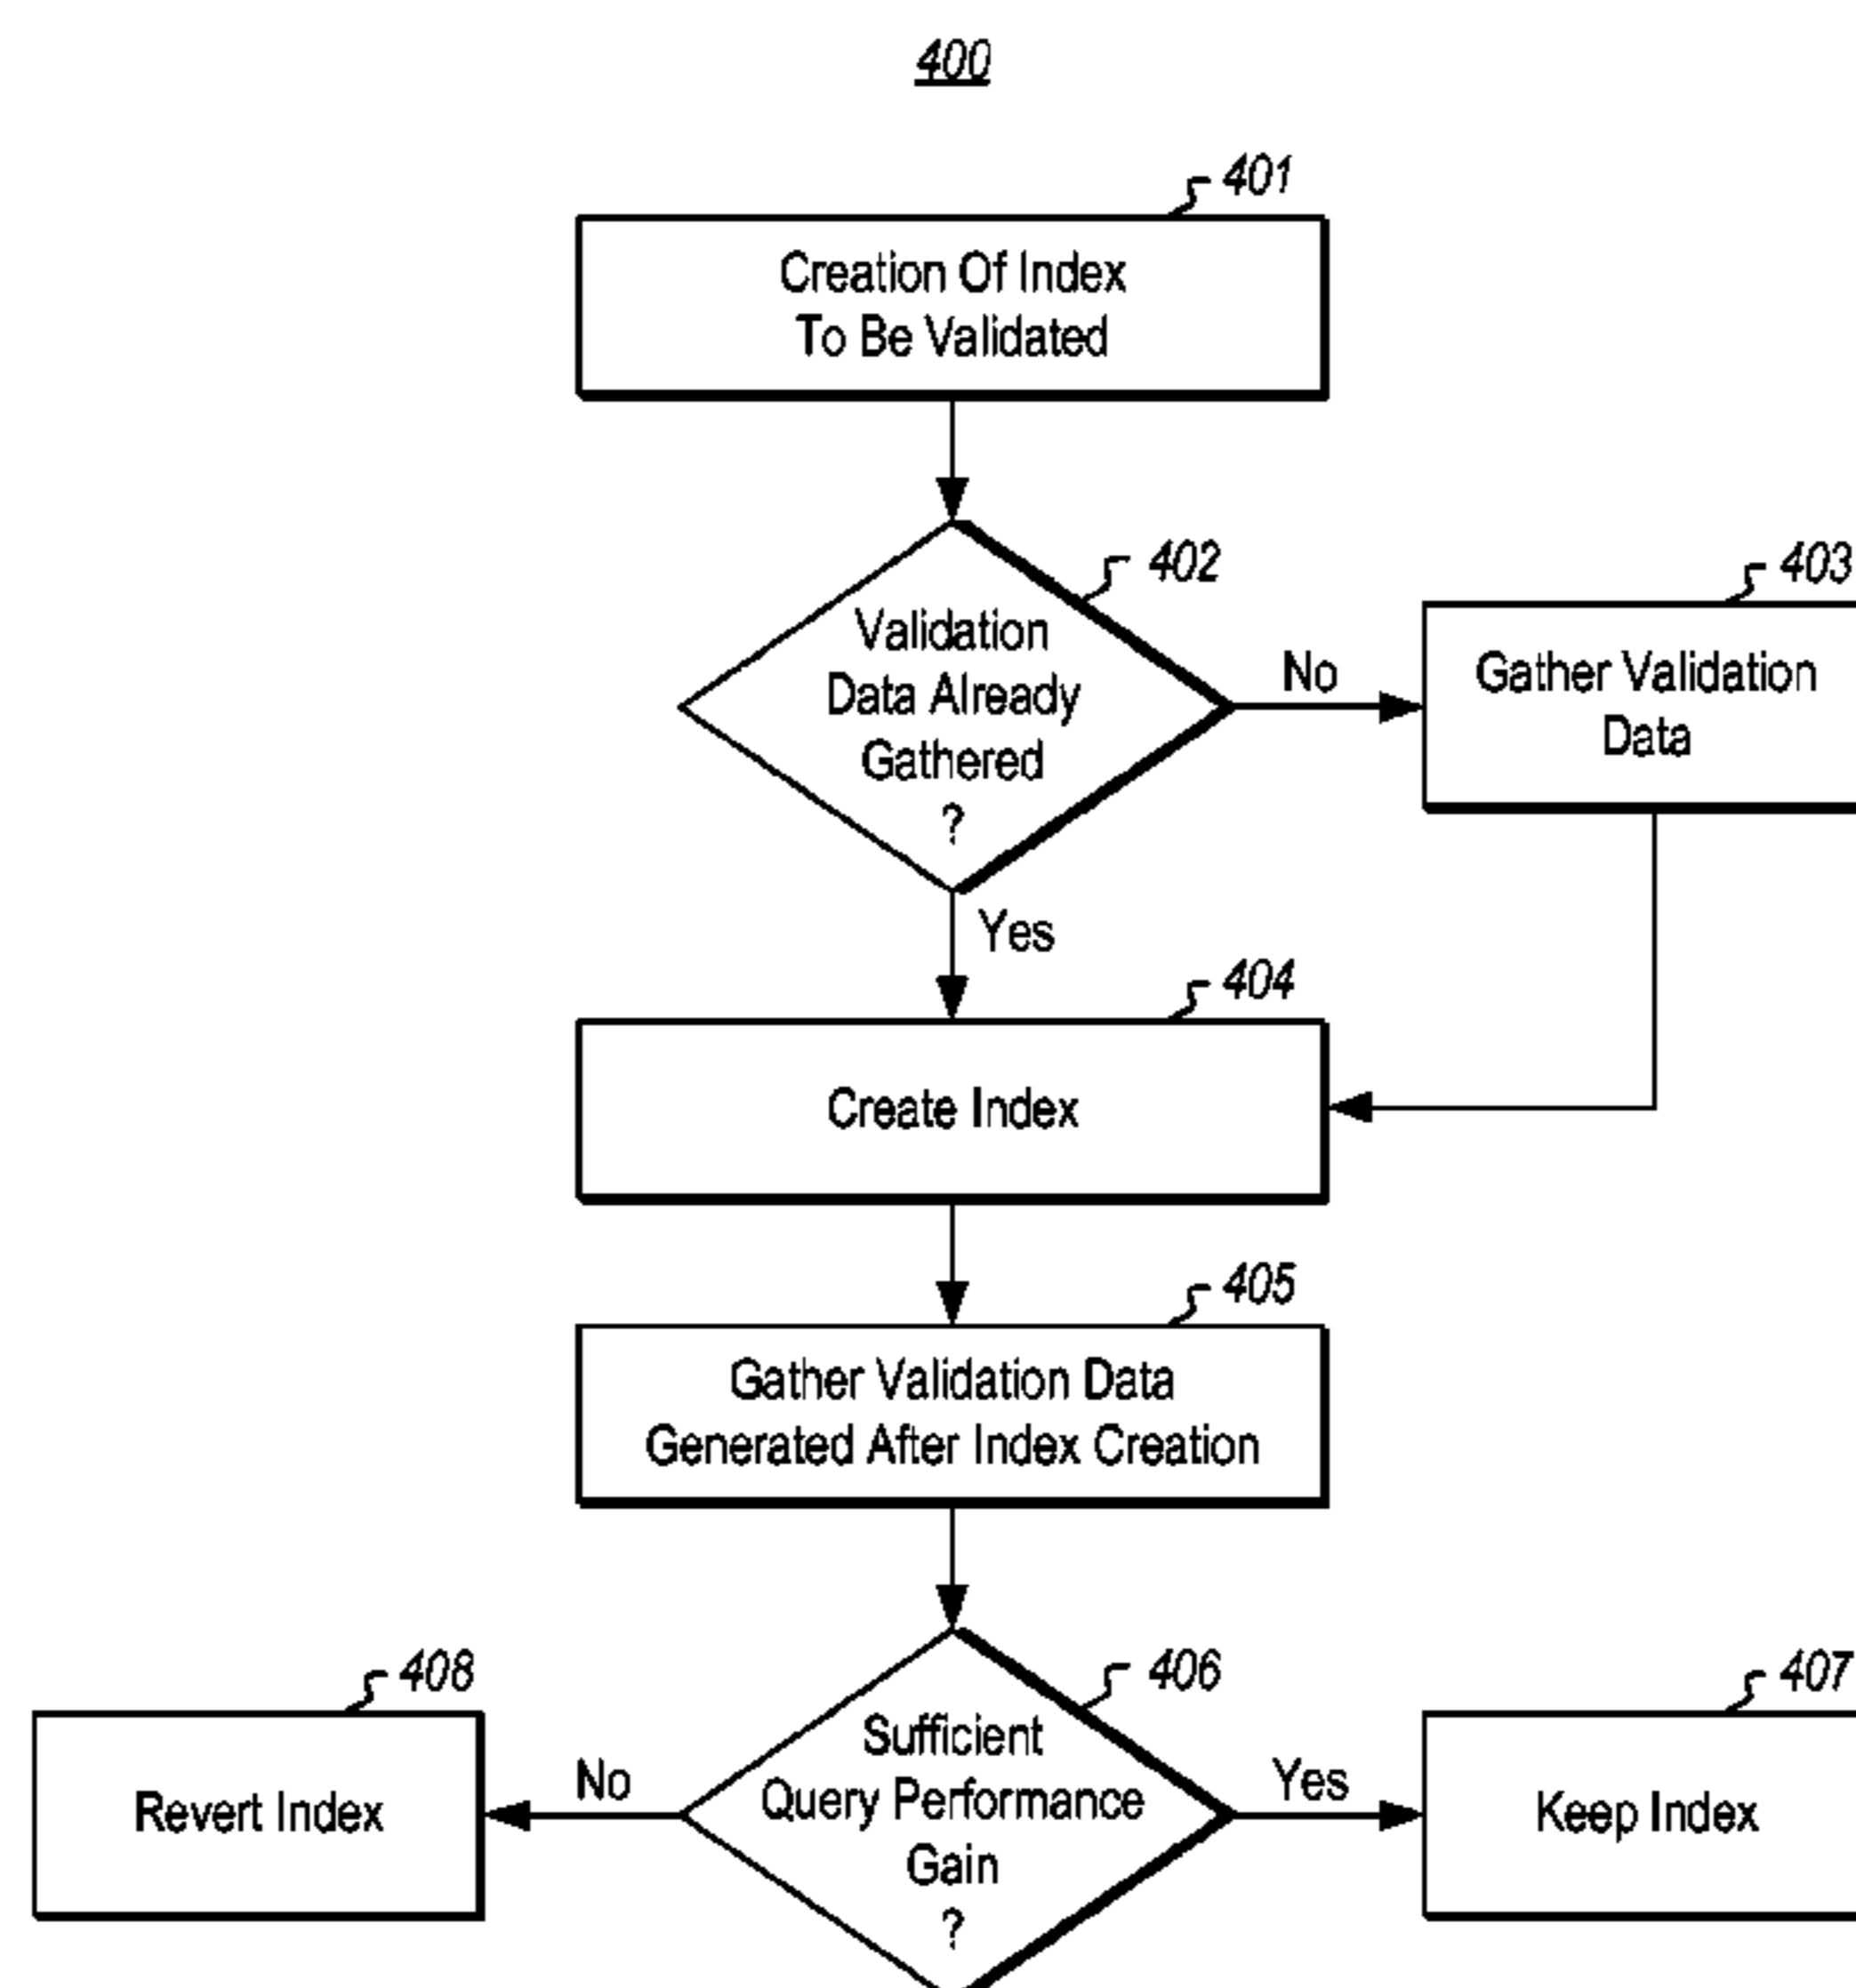 400
401
Creation Of Index
To Be Validated
402
Validation
Data Already
Gathered
?
No
403
Gather Validation
Data
Yes
404
Create Index
405
Gather Validation Data
Generated After Index Creation
406
Sufficient
Query Performance
Gain
?
No
408
Revert Index
Yes
407
Keep Index